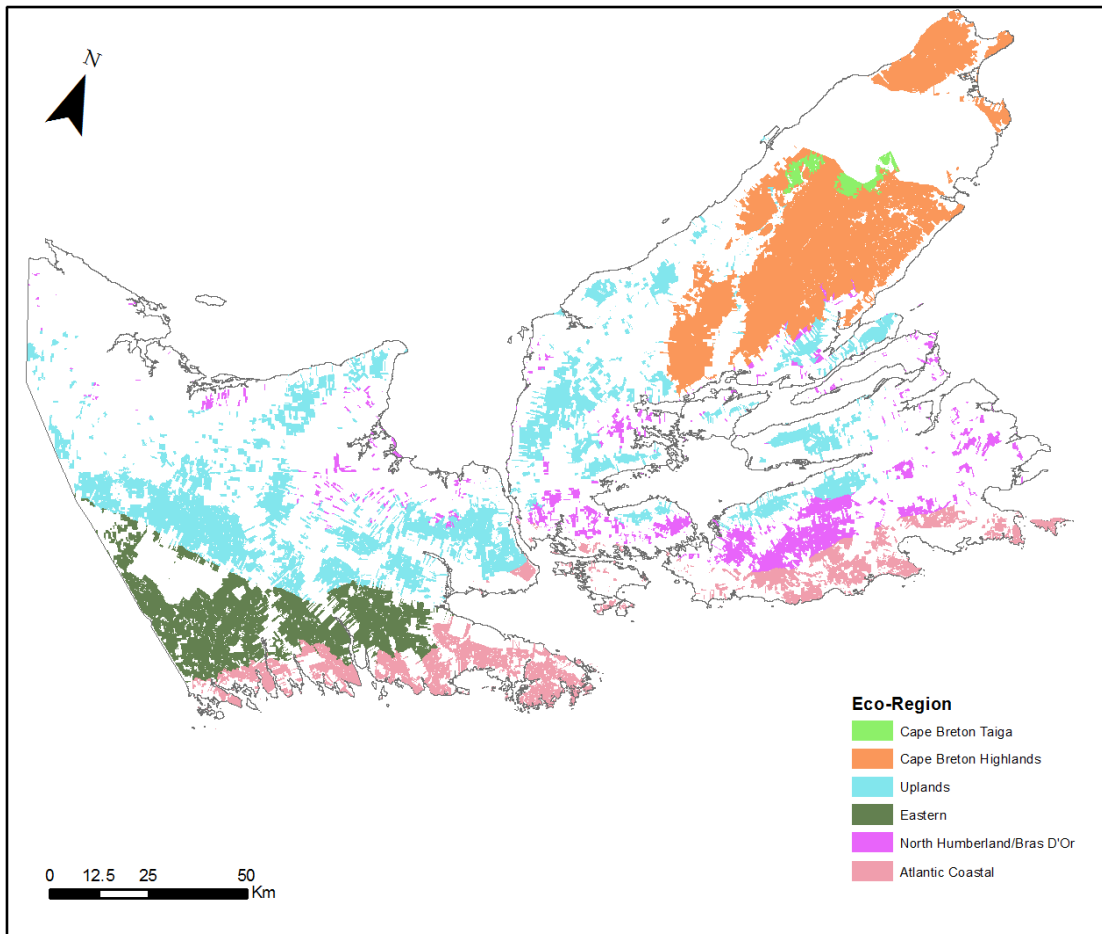 N
Eco-Region
Cape Breton Taiga
Cape Breton Highlands
Uplands
Eastern
North Humberland/Bras D'Or
Atlantic Coastal
0 12.5 25 50
Km